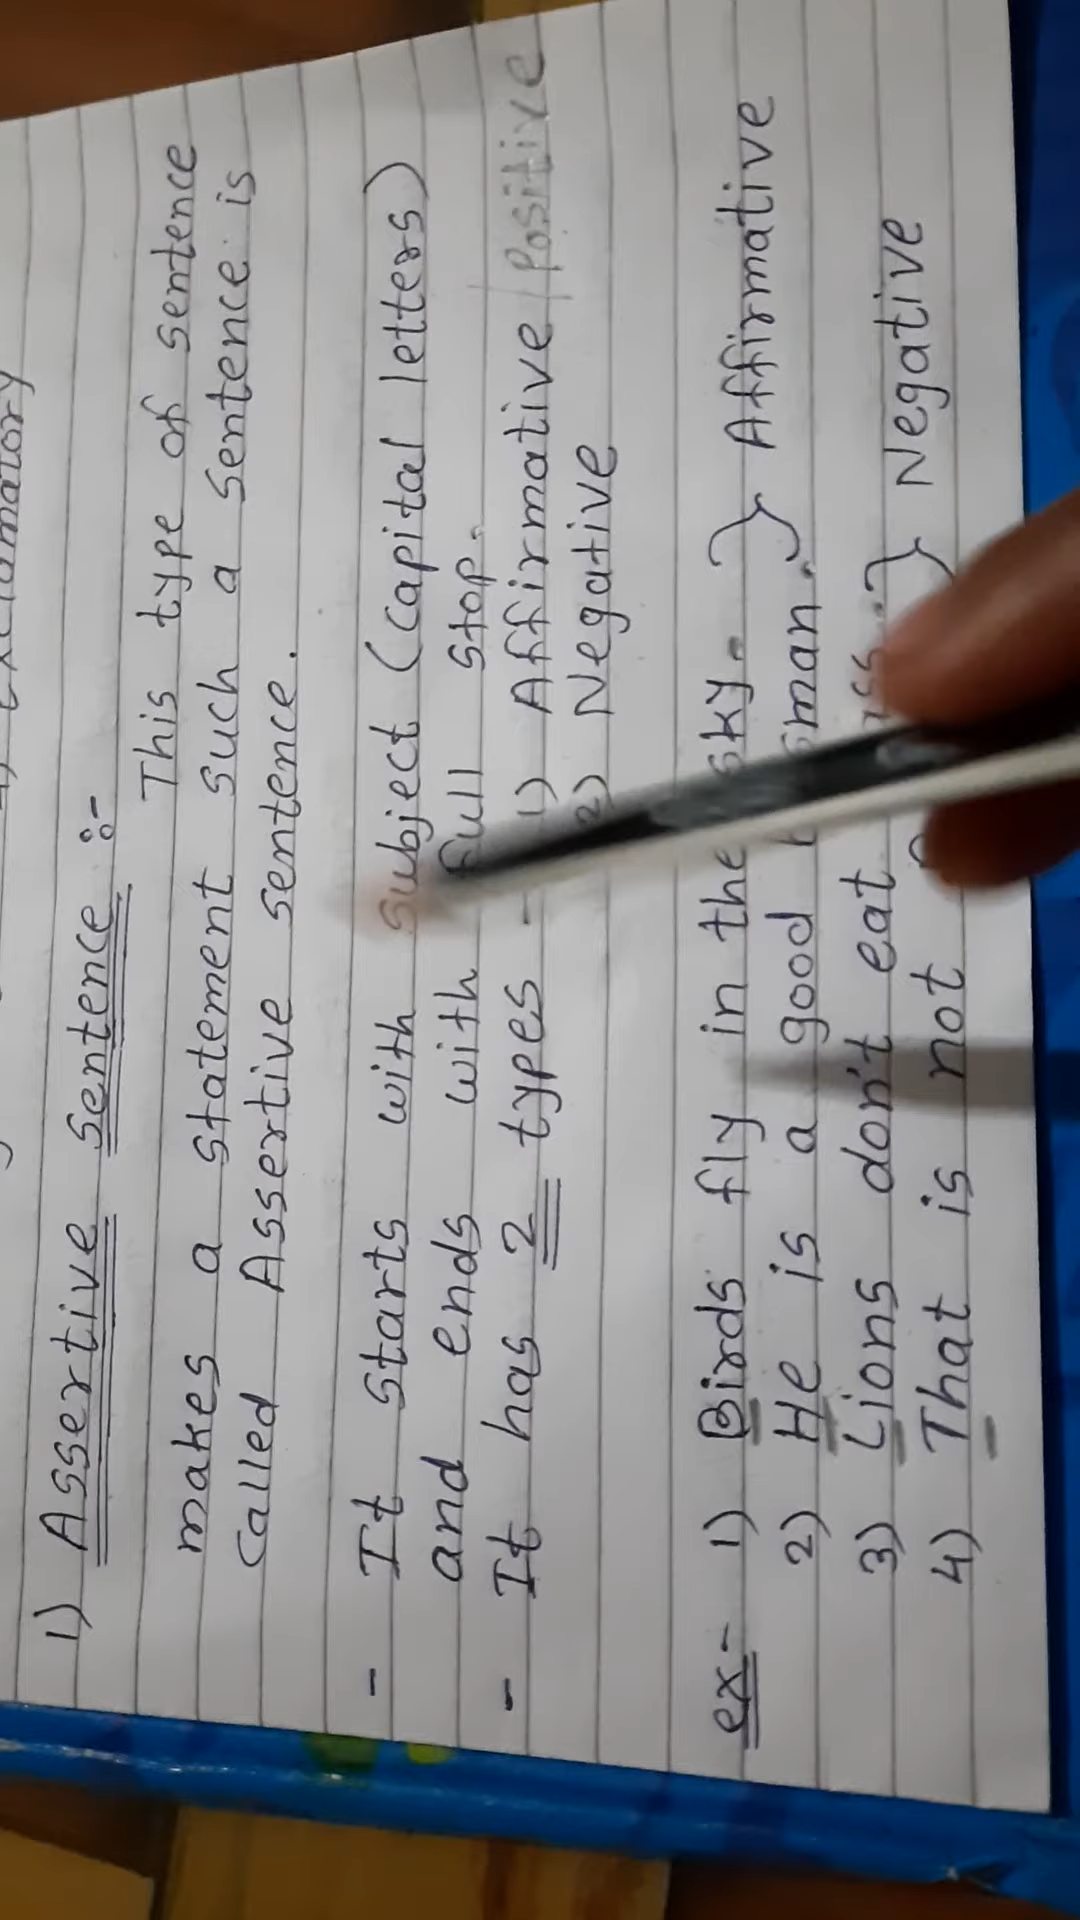 1) Assertive sentence :-
This type of sentence
makes a statement such a sentence is
called Assertive sentence.
- It starts with subject (capital letters)
and ends with full stop.
- It has 2 types - 1) Affirmative/Positive
2) Negative
ex- 1) Birds fly in the sky. } Affirmative
2) He is a good man.
3) Lions don't eat } Negative
4) That is not